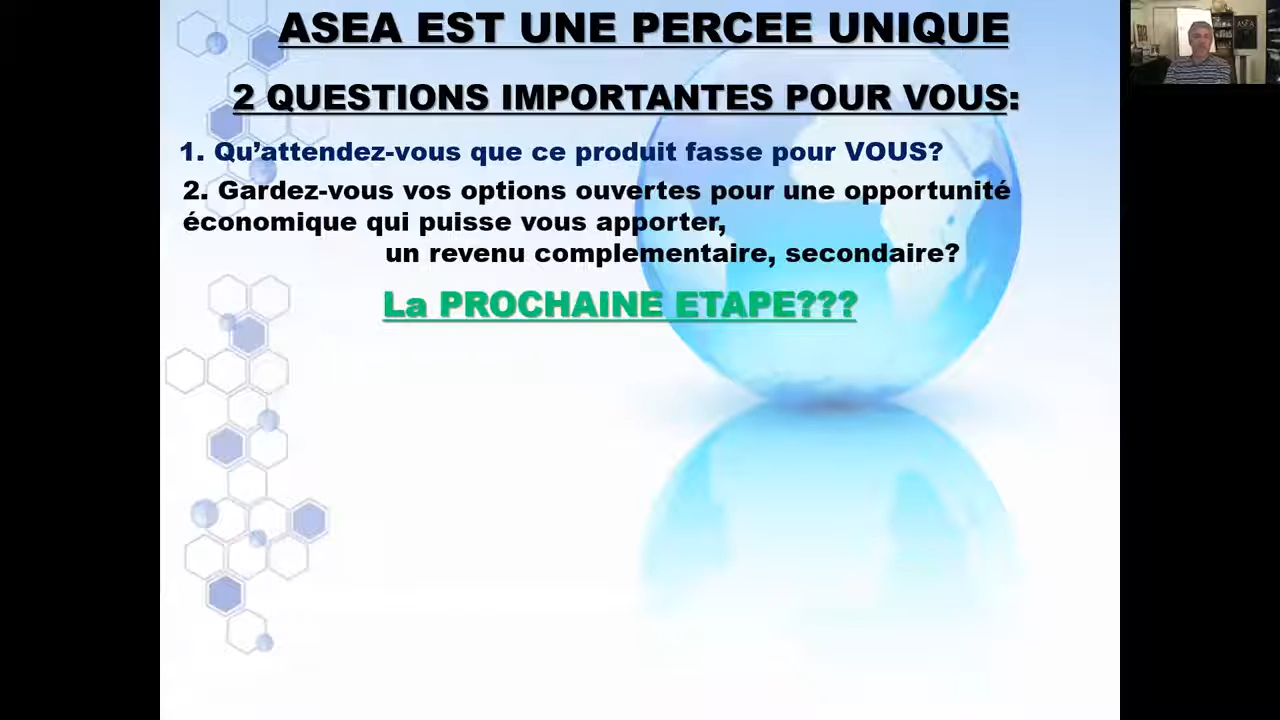 ASEA EST UNE PERCEE UNIQUE
2 QUESTIONS IMPORTANTES POUR VOUS:
1. Qu’attendez-vous que ce produit fasse pour VOUS?
2. Gardez-vous vos options ouvertes pour une opportunité
économique qui puisse vous apporter,
un revenu complementaire, secondaire?
La PROCHAINE ETAPE???
ASEA